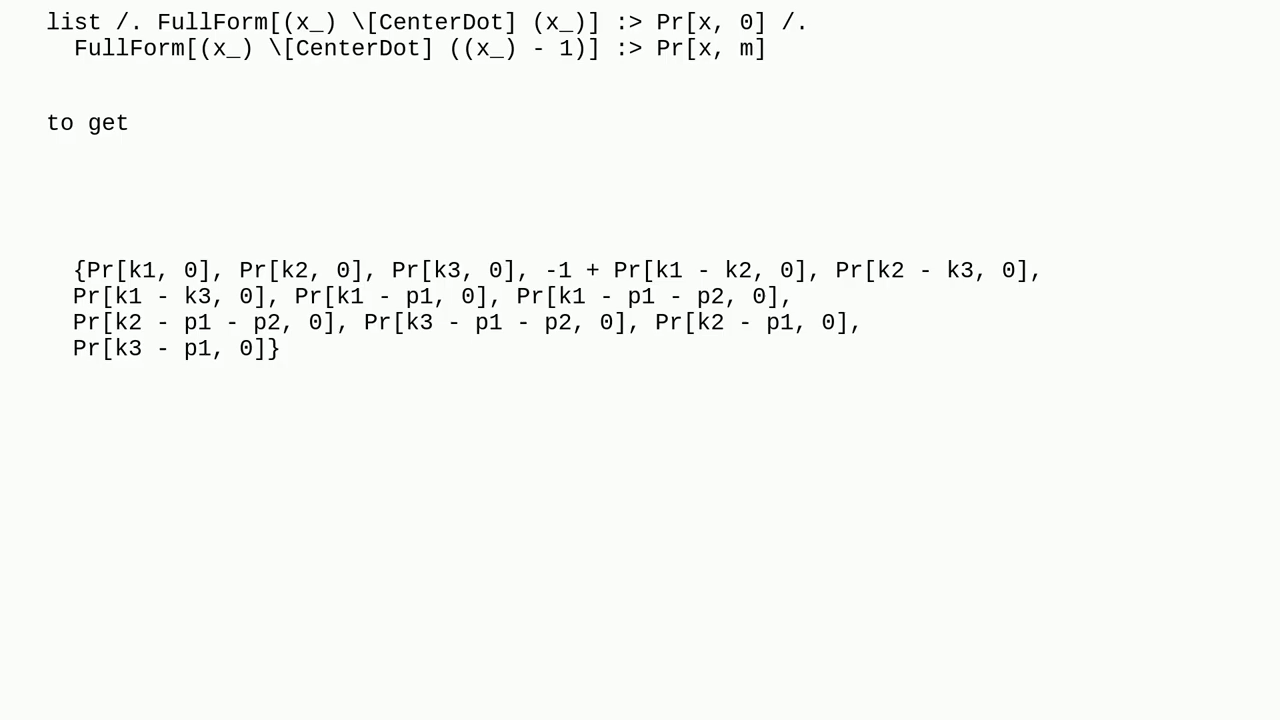 list /. FullForm[(x_) \[CenterDot] (x_)] :> Pr[x, 0] /.
FullForm[(x_) \[CenterDot] ((x_) - 1)] :> Pr[x, m]
to get
{Pr[k1, 0], Pr[k2, 0], Pr[k3, 0], -1 + Pr[k1 - k2, 0], Pr[k2 - k3, 0],
Pr[k1 - k3, 0], Pr[k1 - p1, 0], Pr[k1 - p1 - p2, 0],
Pr[k2 - p1 - p2, 0], Pr[k3 - p1 - p2, 0], Pr[k2 - p1, 0],
Pr[k3 - p1, 0]}